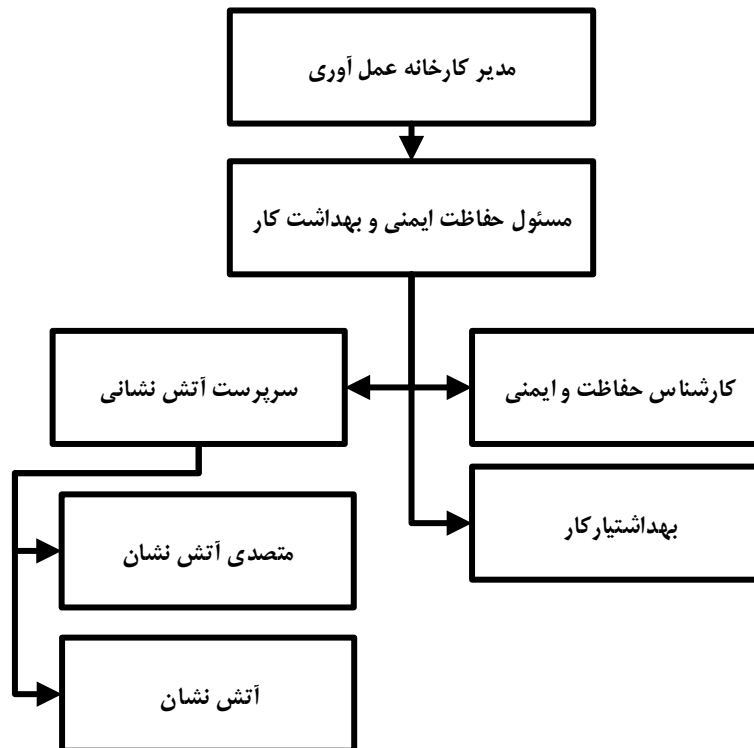 مدیر کارخانه عمل آوری
مسئول حفاظت ایمنی و بهداشت کار
کارشناس حفاظت و ایمنی
سرپرست آتش نشانی
بهداشتیارکار
متصدی آتش نشان
آتش نشان